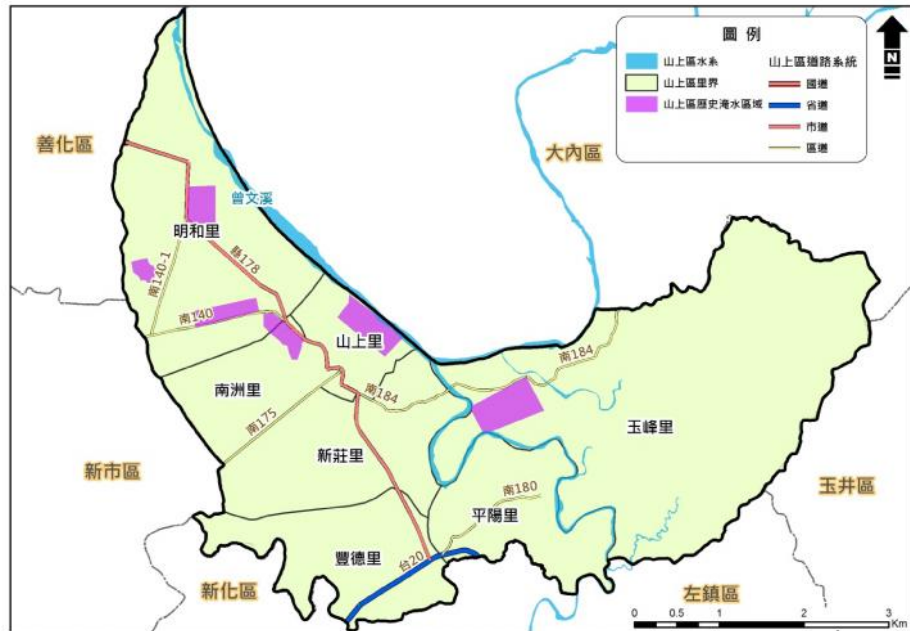 圖 例
山上區水系
山上區里界
山上區歷史淹水區域
山上區道路系統
國道
省道
市道
區道
N
善化區
大內區
曾文溪
明和里
縣178
南140-1
南140
山上里
南184
南184
南洲里
玉峰里
南175
新莊里
新市區
玉井區
南180
平陽里
豐德里
台20
新化區
左鎮區
0 0.5 1 2 3
Km